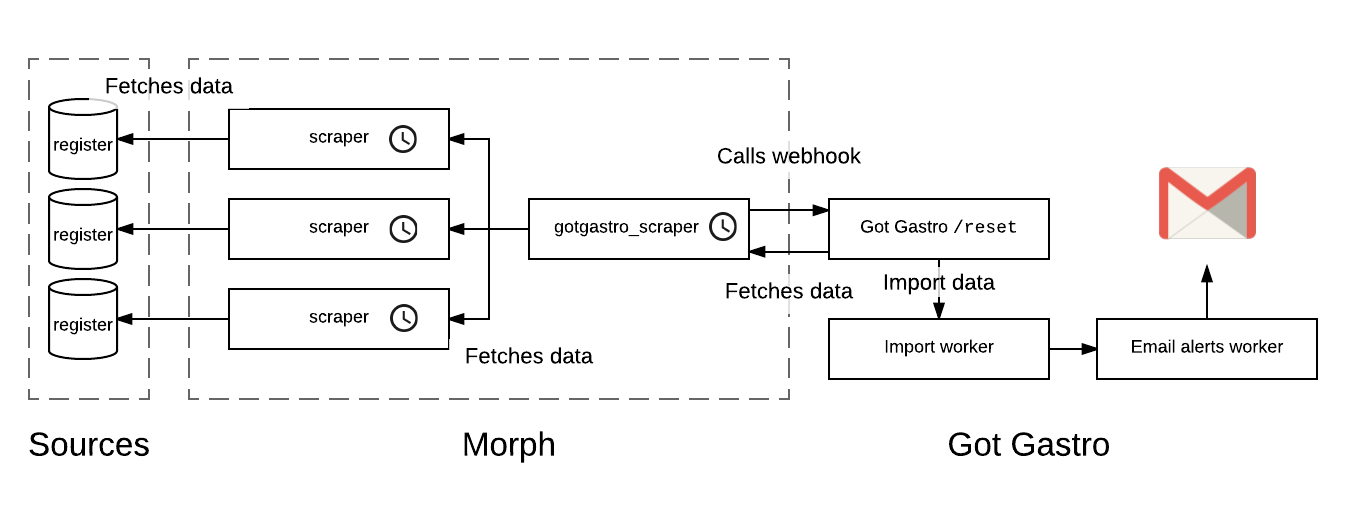 Fetches data
register
scraper
Calls webhook
register
scraper
gotgastro_scraper
Got Gastro /reset
Fetches data
Import data
register
scraper
Fetches data
Import worker
Email alerts worker
Sources
Morph
Got Gastro